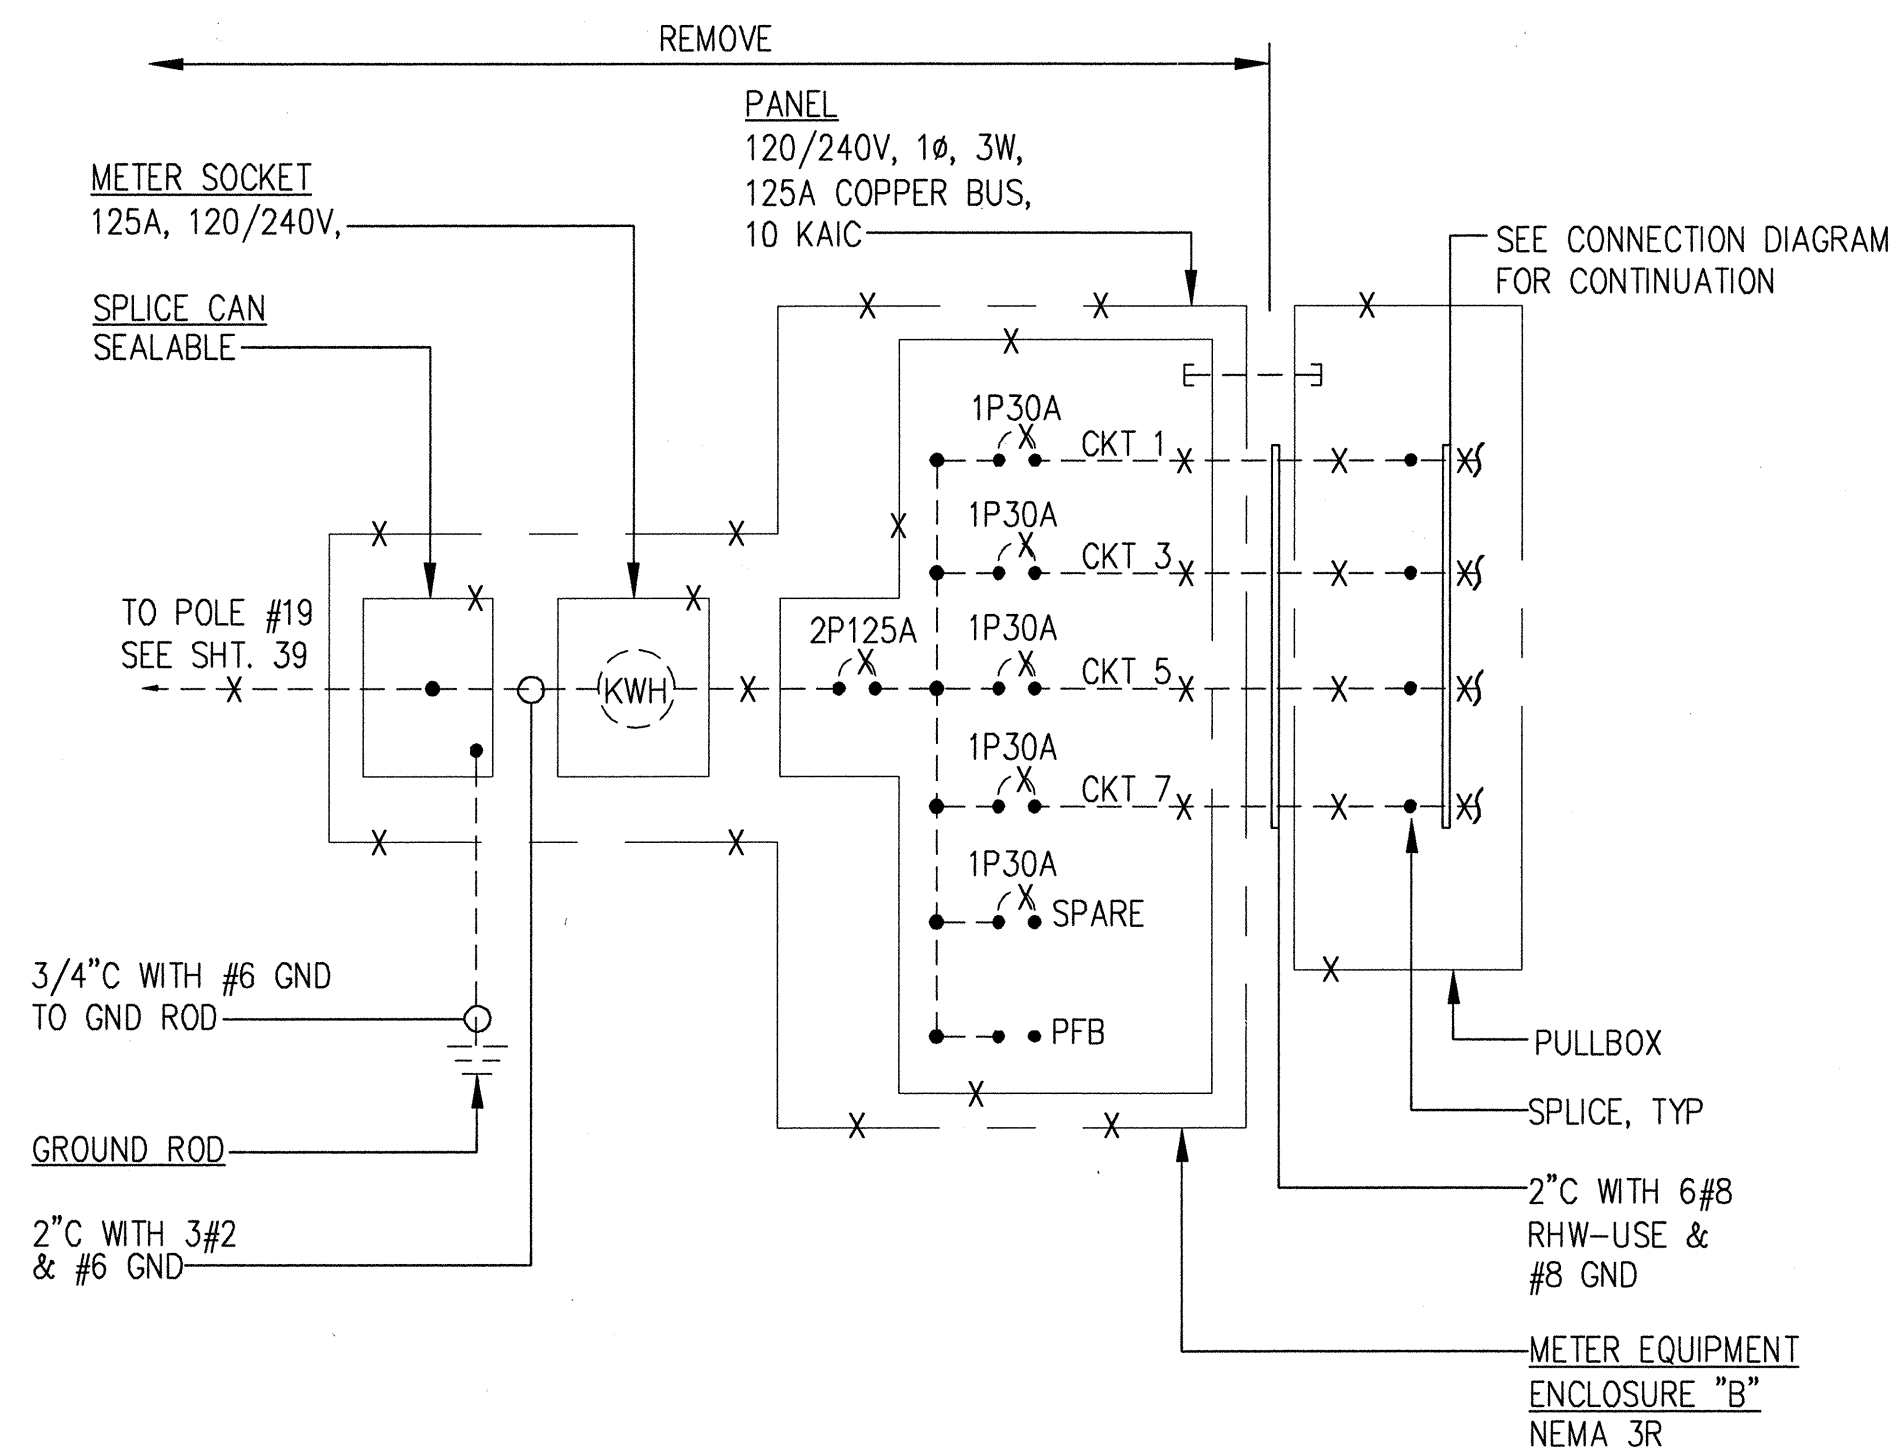 REMOVE
PANEL
120/240V, 1ø, 3W,
125A COPPER BUS,
10 KAIC
METER SOCKET
125A, 120/240V,
SEE CONNECTION DIAGRAM
FOR CONTINUATION
SPLICE CAN
SEALABLE
1P30A
CKT 1
1P30A
CKT 3
TO POLE #19
SEE SHT. 39
KWH
2P125A
1P30A
CKT 5
1P30A
CKT 7
1P30A
SPARE
PFB
3/4"C WITH #6 GND
TO GND ROD
GROUND ROD
2"C WITH 3#2
& #6 GND
PULLBOX
SPLICE, TYP
2"C WITH 6#8
RHW-USE &
#8 GND
METER EQUIPMENT
ENCLOSURE "B"
NEMA 3R